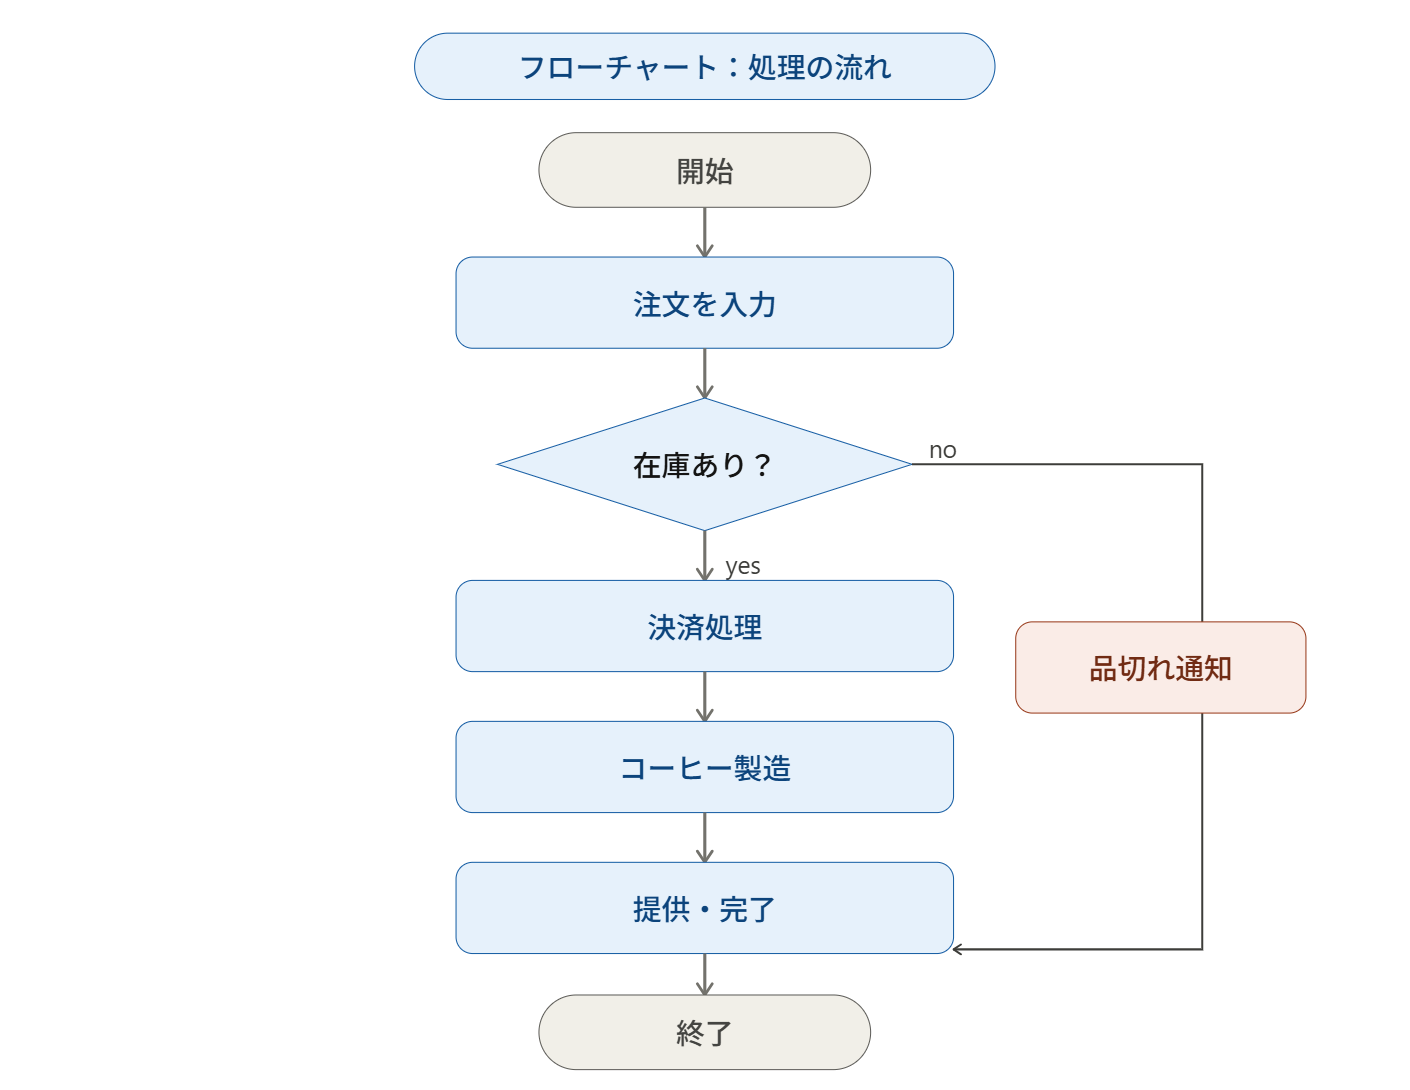 フローチャート：処理の流れ
開始
注文を入力
在庫あり？
no
yes
決済処理
品切れ通知
コーヒー製造
提供・完了
終了